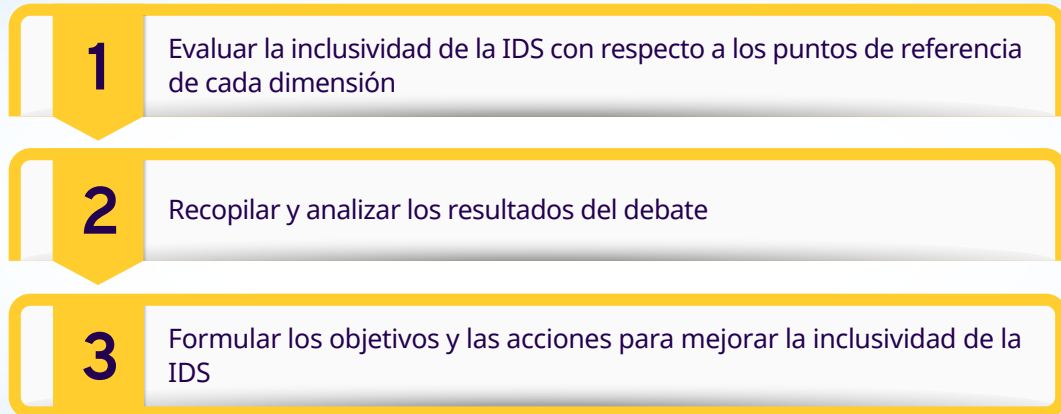 1
Evaluar la inclusividad de la IDS con respecto a los puntos de referencia
de cada dimensión
2
Recopilar y analizar los resultados del debate
3
Formular los objetivos y las acciones para mejorar la inclusividad de la
IDS